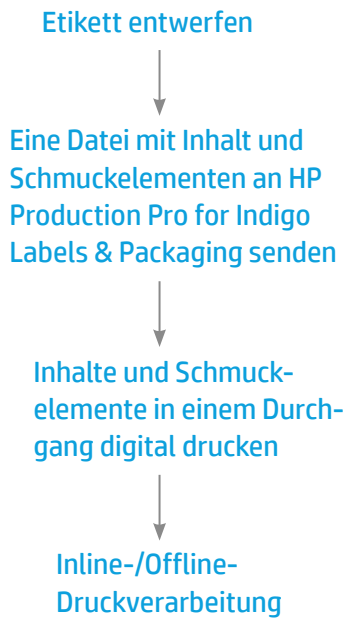 Etikett entwerfen
Eine Datei mit Inhalt und
Schmuckelementen an HP
Production Pro for Indigo
Labels & Packaging senden
Inhalte und Schmuck-
elemente in einem Durch-
gang digital drucken
Inline-/Offline-
Druckverarbeitung